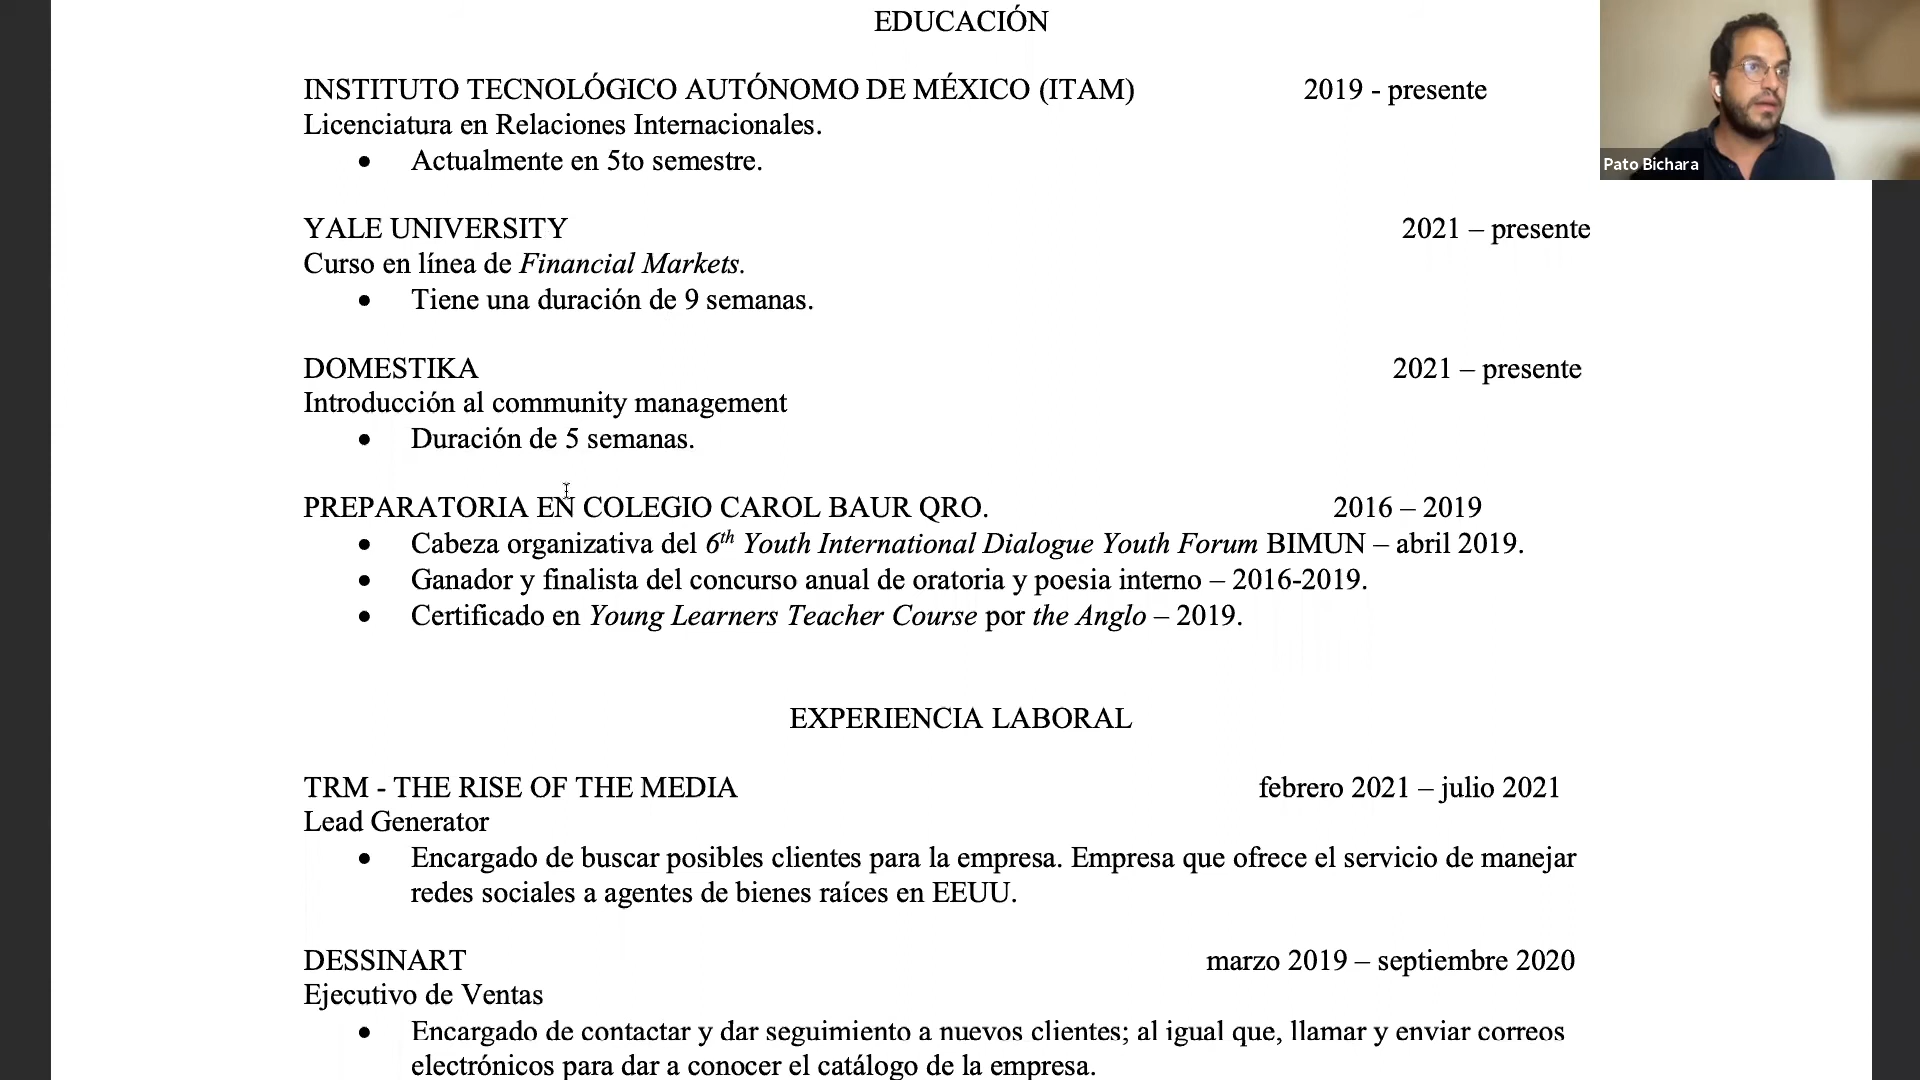 EDUCACIÓN
INSTITUTO TECNOLÓGICO AUTÓNOMO DE MÉXICO (ITAM) 2019 - presente
Licenciatura en Relaciones Internacionales.
• Actualmente en 5to semestre.
YALE UNIVERSITY 2021 – presente
Curso en línea de Financial Markets.
• Tiene una duración de 9 semanas.
DOMESTIKA 2021 – presente
Introducción al community management
• Duración de 5 semanas.
PREPARATORIA EN COLEGIO CAROL BAUR QRO. 2016 – 2019
• Cabeza organizativa del 6th Youth International Dialogue Youth Forum BIMUN – abril 2019.
• Ganador y finalista del concurso anual de oratoria y poesia interno – 2016-2019.
• Certificado en Young Learners Teacher Course por the Anglo – 2019.
EXPERIENCIA LABORAL
TRM - THE RISE OF THE MEDIA febrero 2021 – julio 2021
Lead Generator
• Encargado de buscar posibles clientes para la empresa. Empresa que ofrece el servicio de manejar
redes sociales a agentes de bienes raíces en EEUU.
DESSINART marzo 2019 – septiembre 2020
Ejecutivo de Ventas
• Encargado de contactar y dar seguimiento a nuevos clientes; al igual que, llamar y enviar correos
electrónicos para dar a conocer el catálogo de la empresa.
Pato Bichara